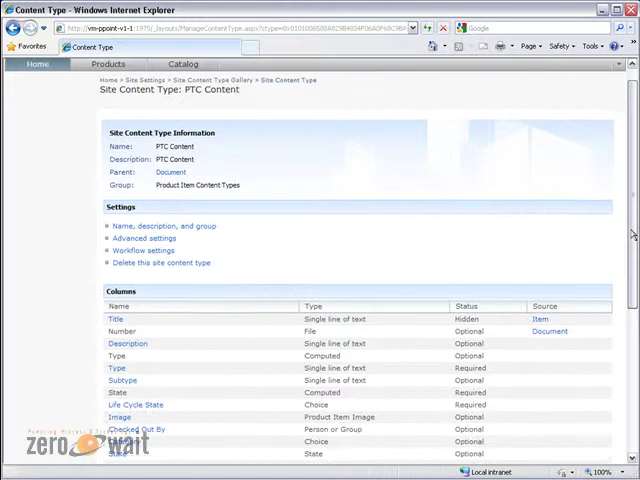 Content Type - Windows Internet Explorer
Favorites
Content Type
Google
Page
Safety
Tools
Home Products Catalog
Home > Site Settings > Site Content Type Gallery > Site Content Type
Site Content Type: PTC Content
Site Content Type Information
Name: PTC Content
Description: PTC Content
Parent: Document
Group: Product Item Content Types
Settings
Name, description, and group
Advanced settings
Workflow settings
Delete this site content type
Columns
Name Type Status Source
Title Single line of text Hidden Item
Number File Optional Document
Description Single line of text Optional
Type Computed Optional
Type Single line of text Required
Subtype Single line of text Optional
State Computed Optional
Life Cycle State Choice Required
Image Product Item Image Optional
Checked Out By Person or Group Optional
Choice Optional
State State Optional
zero wait
Local intranet
100%